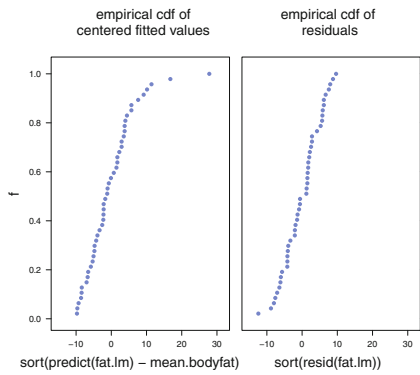 empirical cdf of
centered fitted values
empirical cdf of
residuals
f
1.0
0.8
0.6
0.4
0.2
0.0
−10 0 10 20 30
−10 0 10 20 30
sort(predict(fat.lm) − mean.bodyfat)
sort(resid(fat.lm))